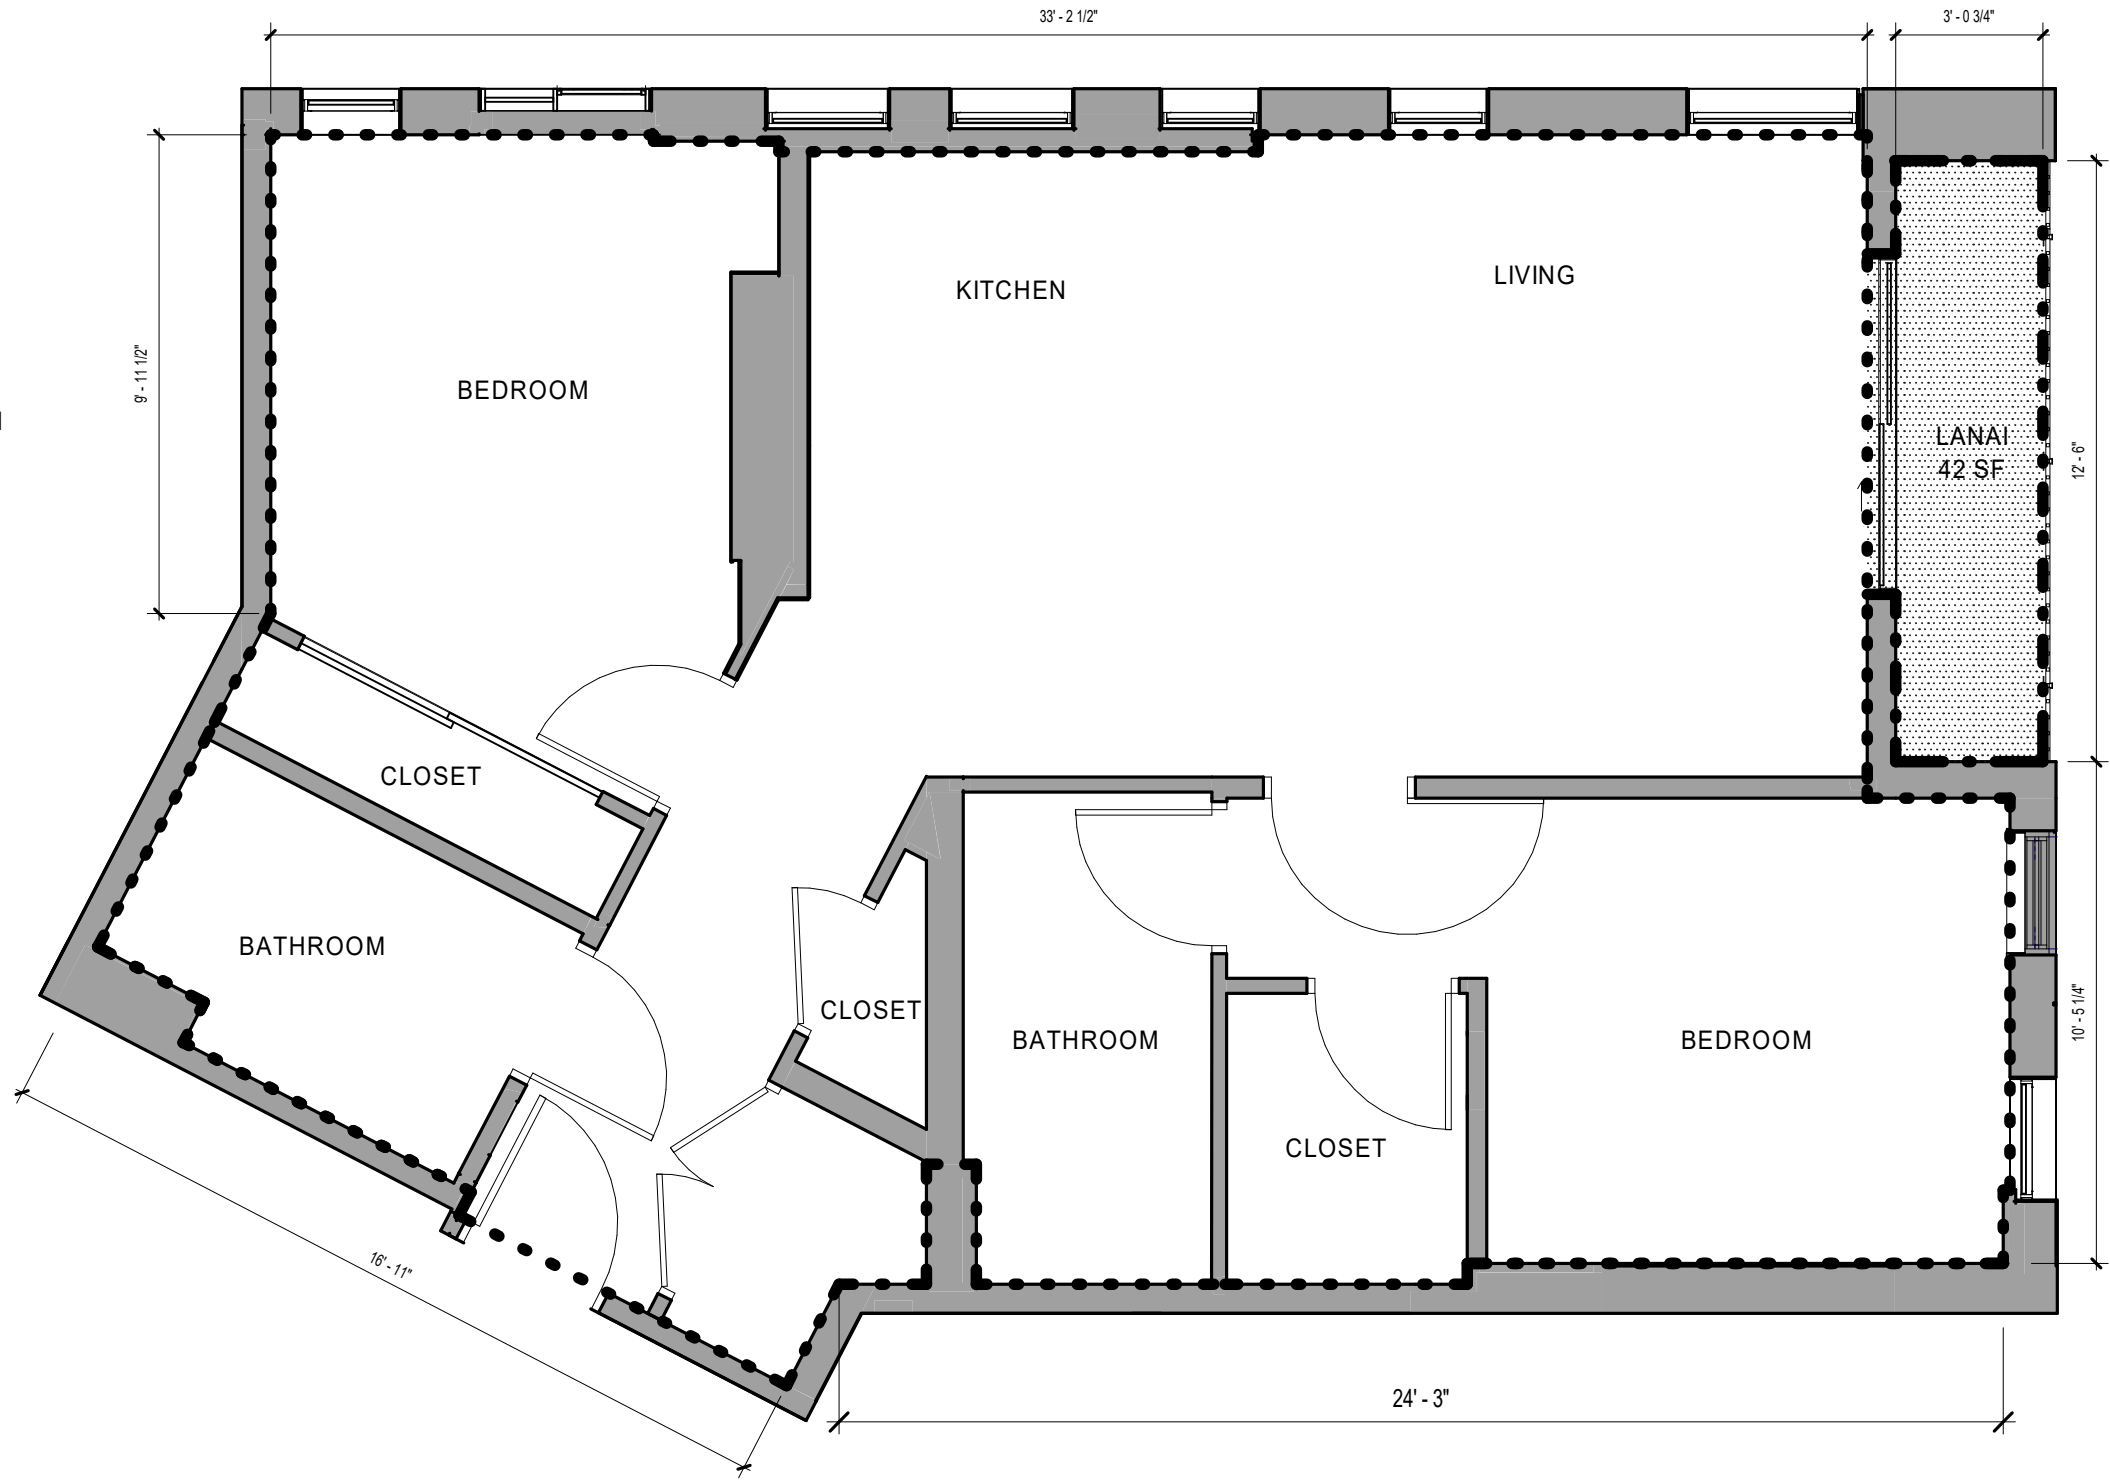 33' - 2 1/2"
3' - 0 3/4"
KITCHEN
LIVING
9' - 11 1/2"
BEDROOM
LANAI
42 SF
12' - 6"
CLOSET
BATHROOM
CLOSET
BATHROOM
BEDROOM
10' - 5 1/4"
CLOSET
16' - 11"
24' - 3"